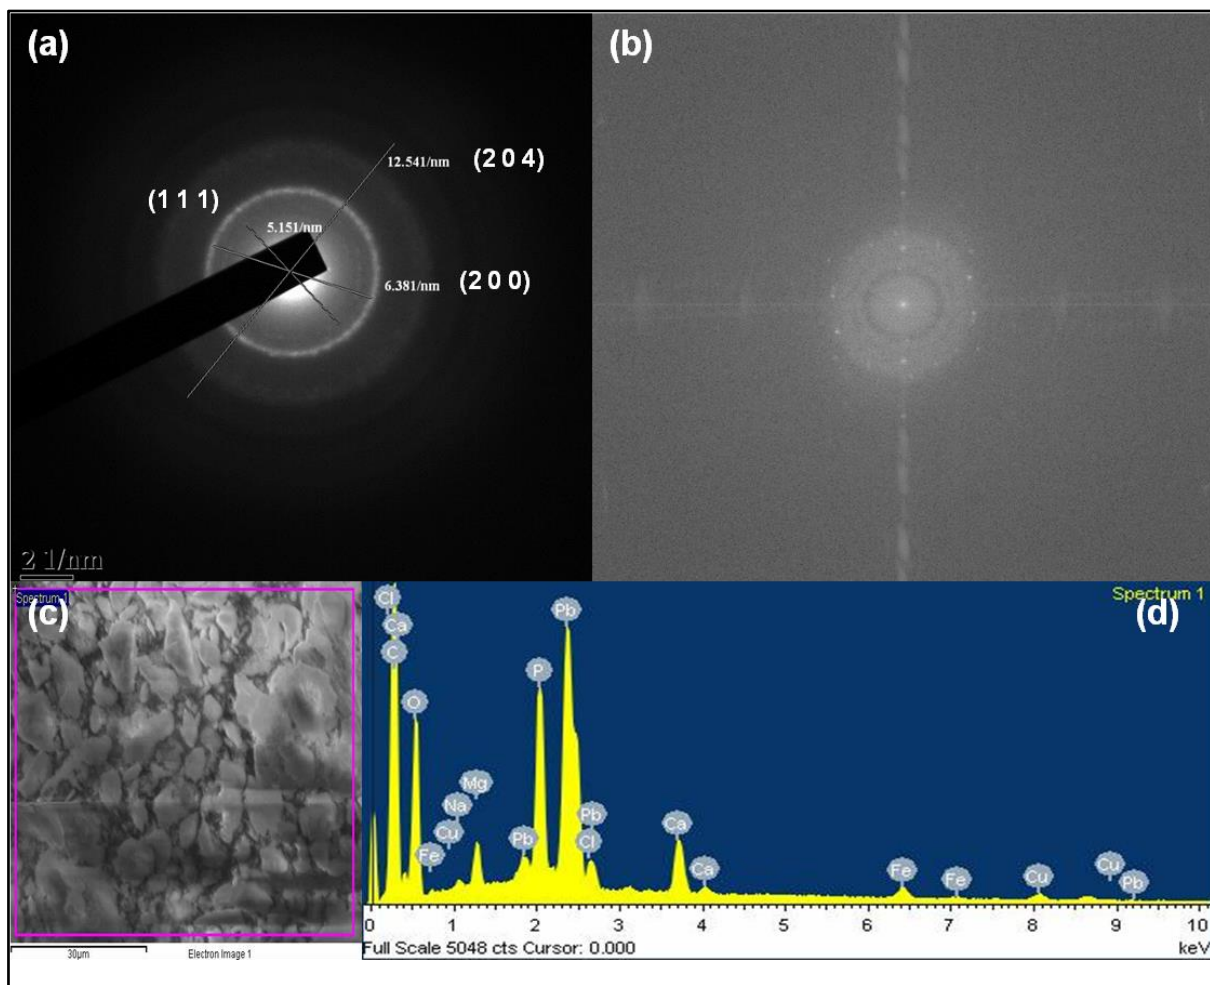 (a)
(b)
12.541/nm (2 0 4)
(1 1 1)
5.151/nm
6.381/nm (2 0 0)
2 1/nm
Spectrum 1
(c)
30μm
Electron Image 1
Spectrum 1
(d)
Cl
Ca
C
O
Fe
Cu
Na
Mg
Pb
P
Pb
Pb
Cl
Ca
Ca
Fe
Fe
Cu
Cu
Pb
0 1 2 3 4 5 6 7 8 9 10
Full Scale 5048 cts Cursor: 0.000 keV